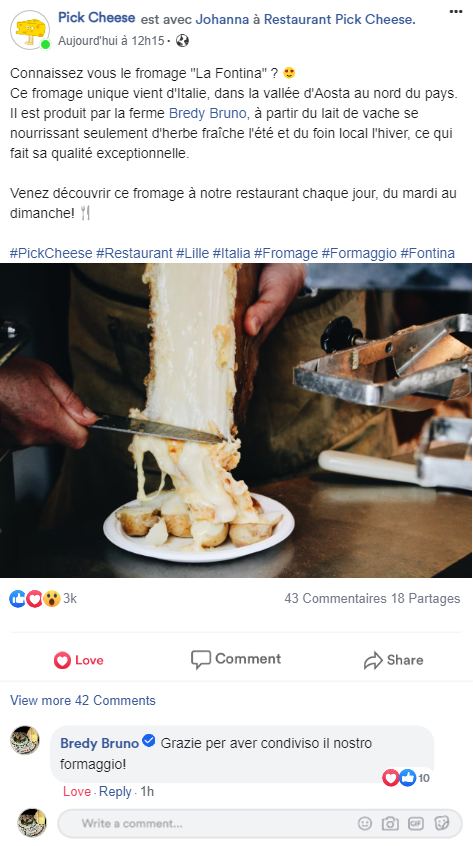 Pick Cheese est avec Johanna à Restaurant Pick Cheese.
Aujourd'hui à 12h15 ·
Connaissez vous le fromage "La Fontina" ? 😍
Ce fromage unique vient d'Italie, dans la vallée d'Aosta au nord du pays.
Il est produit par la ferme Bredy Bruno, à partir du lait de vache se
nourrissant seulement d'herbe fraîche l'été et du foin local l'hiver, ce qui
fait sa qualité exceptionnelle.
Venez découvrir ce fromage à notre restaurant chaque jour, du mardi au
dimanche! 🍴
#PickCheese #Restaurant #Lille #Italia #Fromage #Formaggio #Fontina
3k 43 Commentaires 18 Partages
Love Comment Share
View more 42 Comments
Bredy Bruno Grazie per aver condiviso il nostro
formaggio!
10
Love · Reply · 1h
Write a comment... GIF